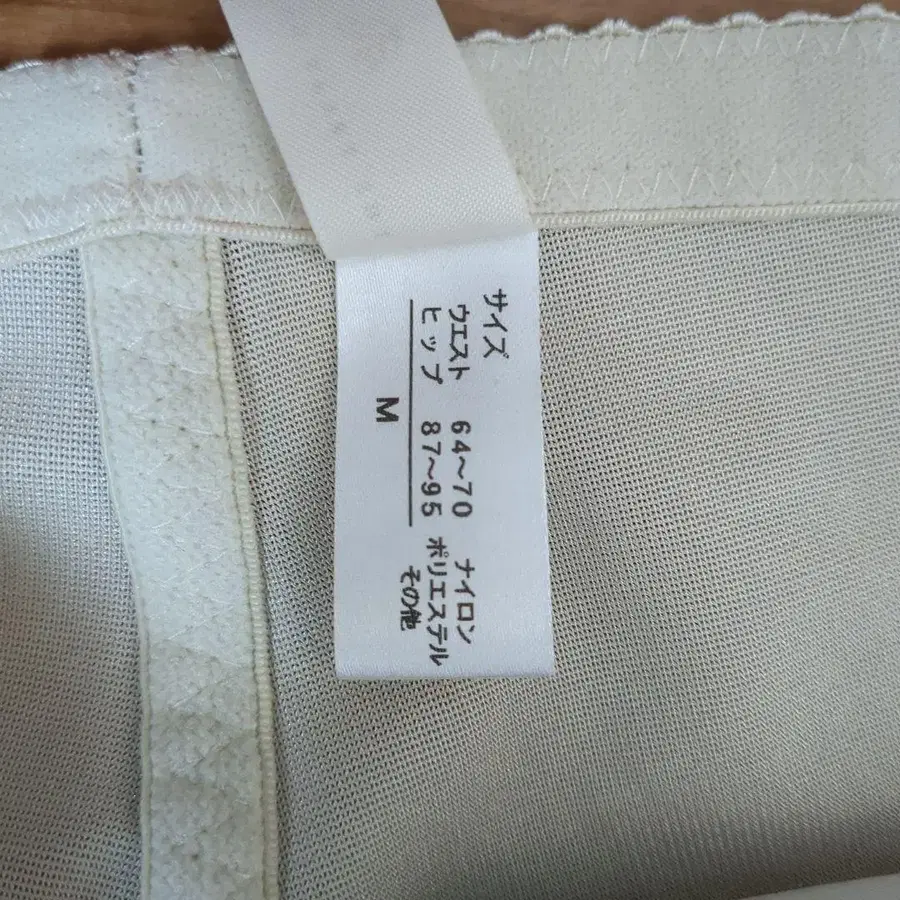 サイズ
ウエスト 64〜70
ヒップ 87〜95
M
ナイロン
ポリエステル
その他